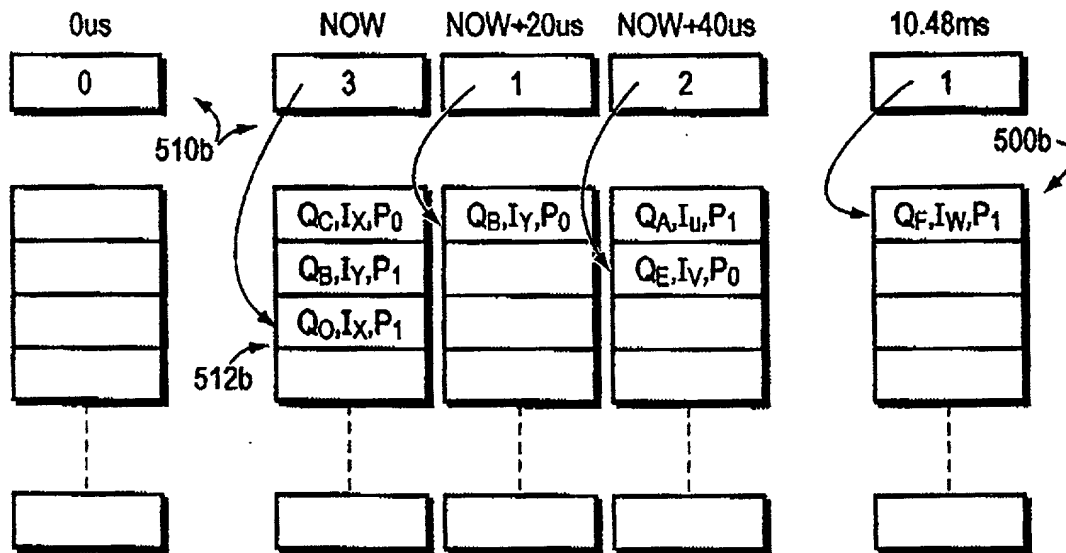 0us NOW NOW+20us NOW+40us 10.48ms
0 3 1 2 1
510b 500b
QC,IX,P0 QB,IY,P0 QA,Iu,P1 QF,IW,P1
QB,IY,P1 QE,IV,P0
QO,IX,P1
512b